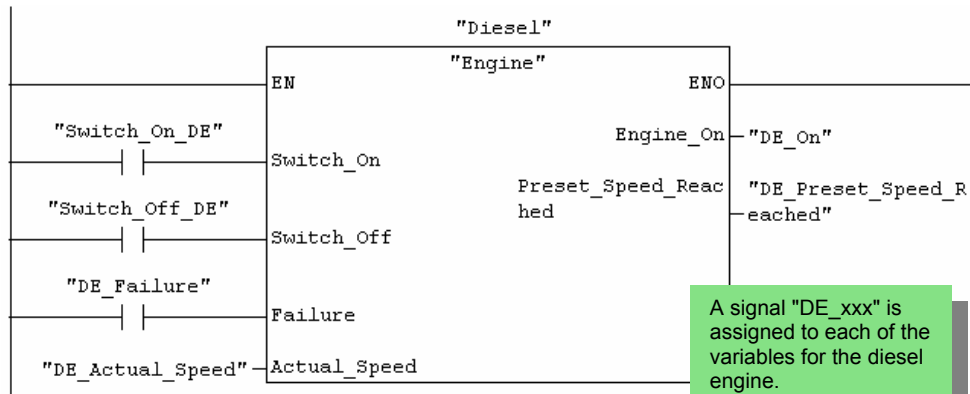 "Diesel"
"Engine"
EN
ENO
"Switch_On_DE"
Switch_On
Engine_On
"DE_On"
"Switch_Off_DE"
Switch_Off
Preset_Speed_Reac
hed
"DE_Preset_Speed_R
eached"
"DE_Failure"
Failure
"DE_Actual_Speed"
Actual_Speed
A signal "DE_xxx" is
assigned to each of the
variables for the diesel
engine.